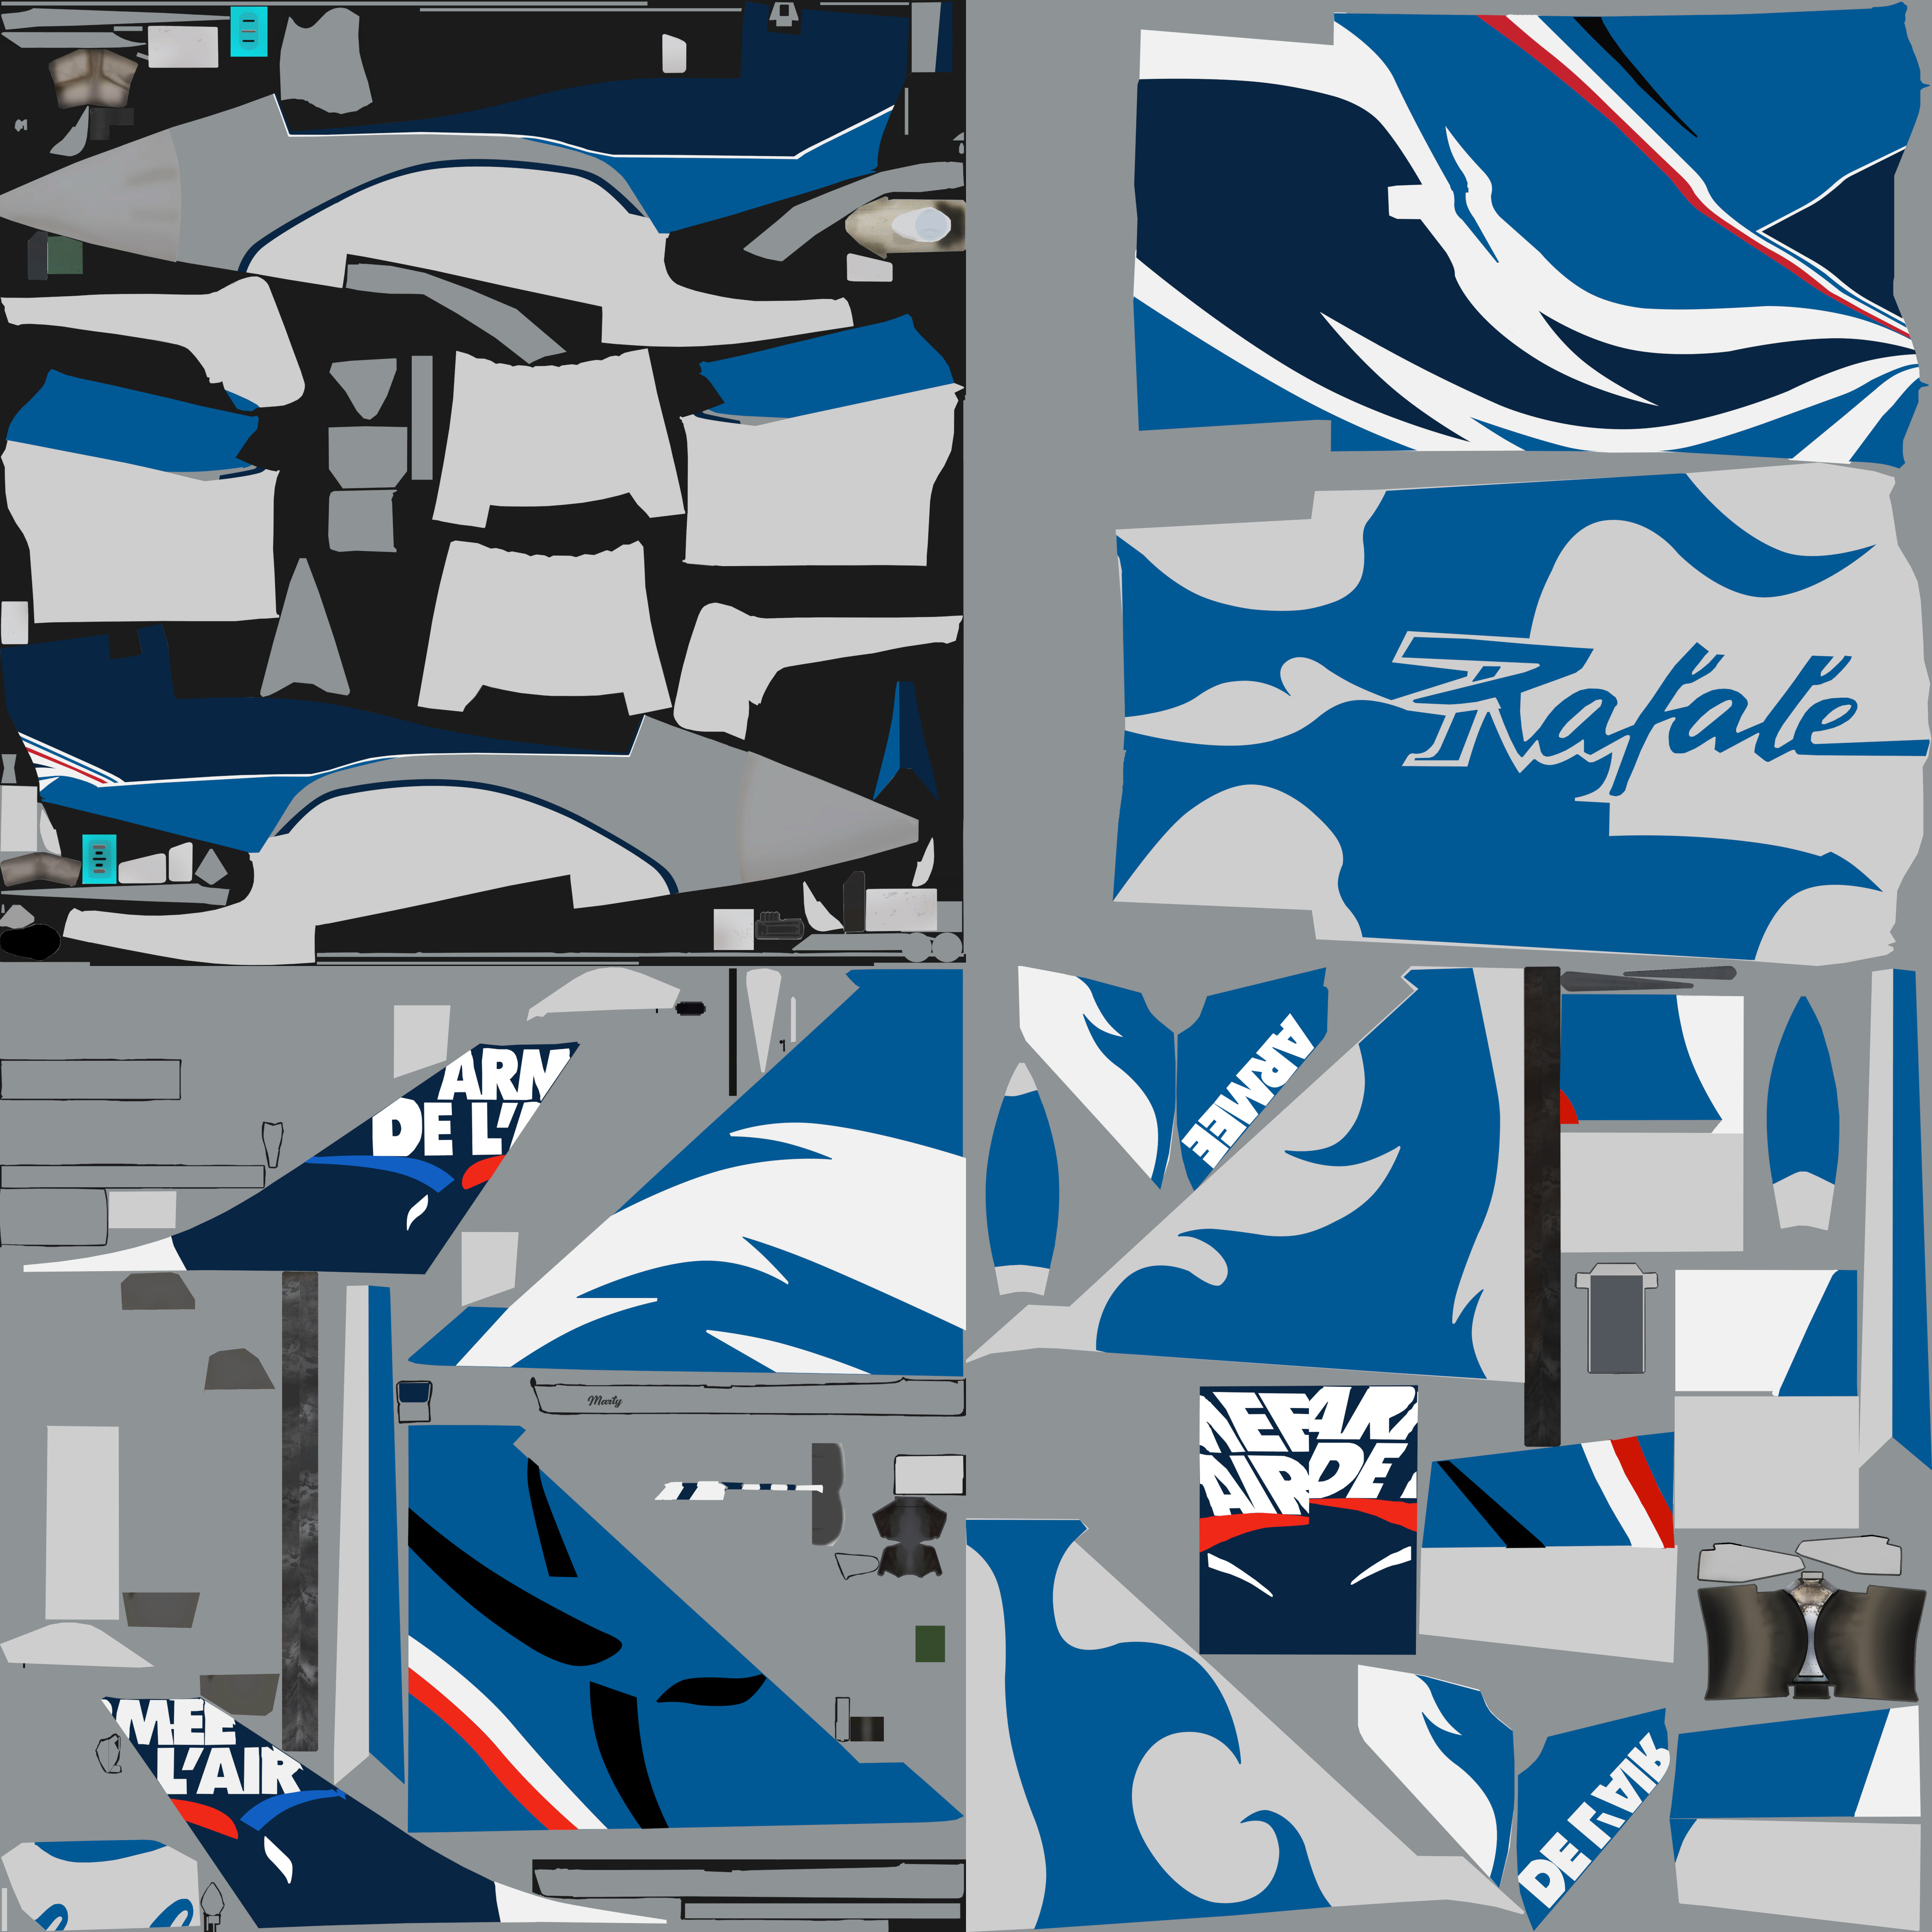 Rafale
ARM
DE L'
ARMEE
Marty
MEE
L'AIR
DE L'AIR